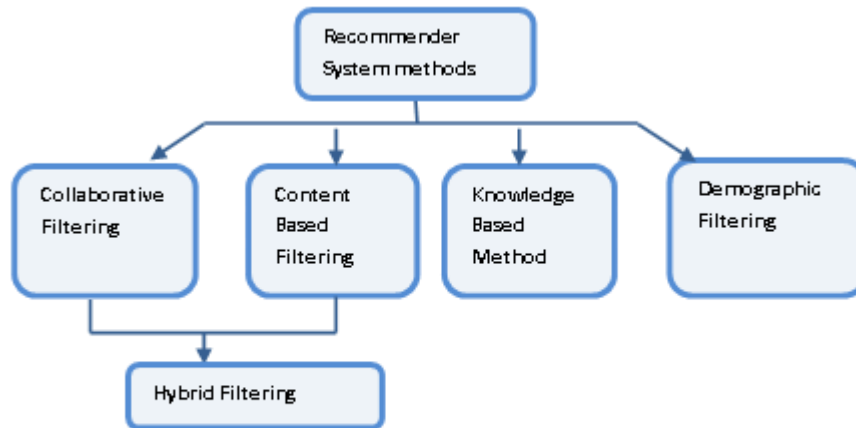 Recommender
System methods
Collaborative
Filtering
Content
Based
Filtering
Knowledge
Based
Method
Demographic
Filtering
Hybrid Filtering